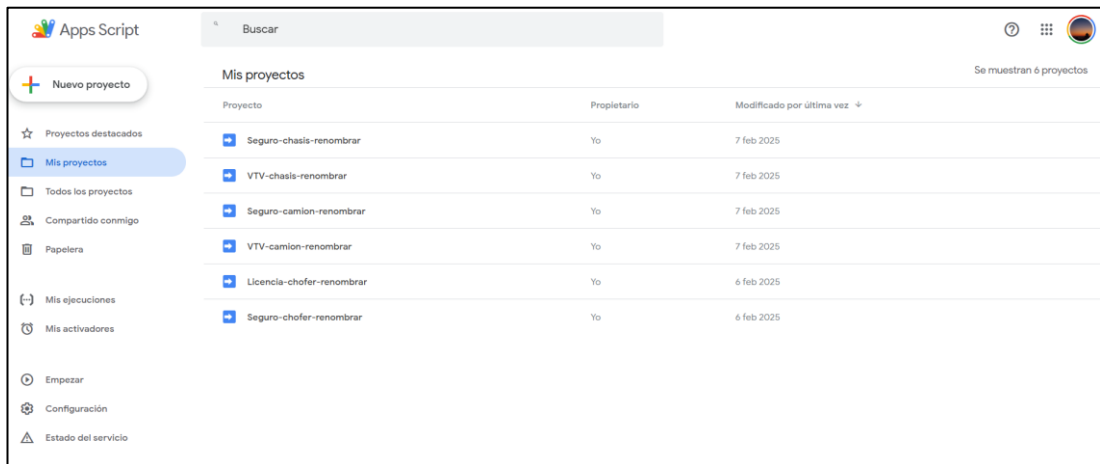 Apps Script
Buscar
Nuevo proyecto
Proyectos destacados
Mis proyectos
Todos los proyectos
Compartido conmigo
Papelera
Mis ejecuciones
Mis activadores
Empezar
Configuración
Estado del servicio
Mis proyectos
Se muestran 6 proyectos
Proyecto Propietario Modificado por última vez
Seguro-chasis-renombrar Yo 7 feb 2025
VTV-chasis-renombrar Yo 7 feb 2025
Seguro-camion-renombrar Yo 7 feb 2025
VTV-camion-renombrar Yo 7 feb 2025
Licencia-chofer-renombrar Yo 6 feb 2025
Seguro-chofer-renombrar Yo 6 feb 2025